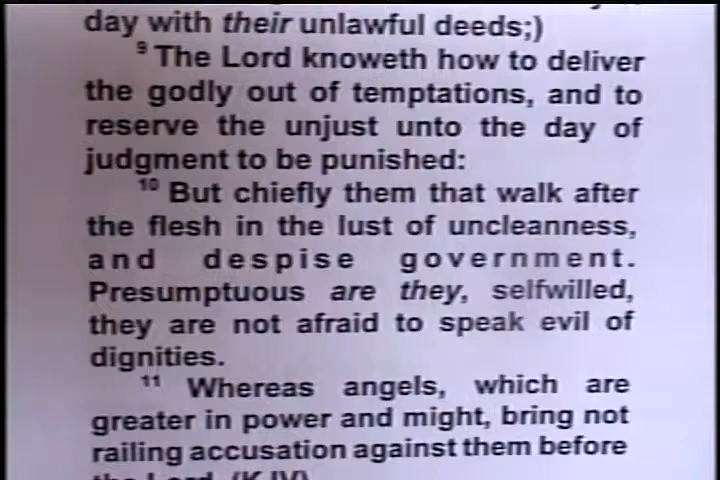 day with their unlawful deeds;)
9 The Lord knoweth how to deliver
the godly out of temptations, and to
reserve the unjust unto the day of
judgment to be punished:
10 But chiefly them that walk after
the flesh in the lust of uncleanness,
and despise government.
Presumptuous are they, selfwilled,
they are not afraid to speak evil of
dignities.
11 Whereas angels, which are
greater in power and might, bring not
railing accusation against them before
the Lord. (KJV)